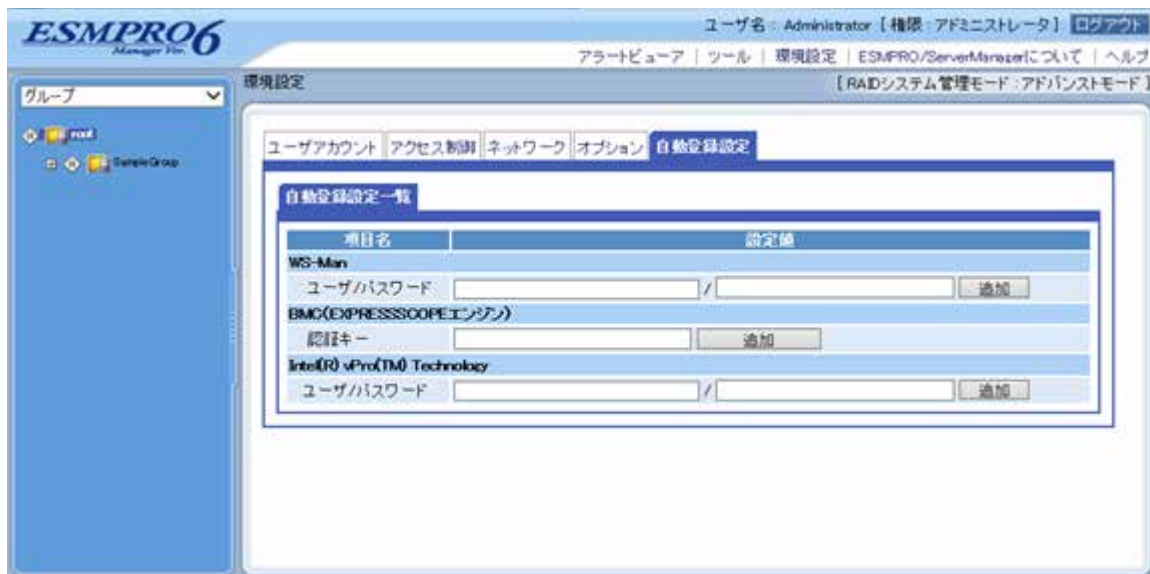 ESMPRO6
Manager Ver.
ユーザ名 : Administrator [ 権限 : アドミニストレータ ] ログアウト
アラートビューア | ツール | 環境設定 | ESMPRO/ServerManagerについて | ヘルプ
グループ
環境設定
[ RAIDシステム管理モード : アドバンストモード ]
root
SampleGroup
ユーザアカウント アクセス制御 ネットワーク オプション 自動登録設定
自動登録設定一覧
項目名 設定値
WS-Man
ユーザ/パスワード / 追加
BMC(EXPRESSSCOPEエンジン)
認証キー 追加
Intel(R) vPro(TM) Technology
ユーザ/パスワード / 追加